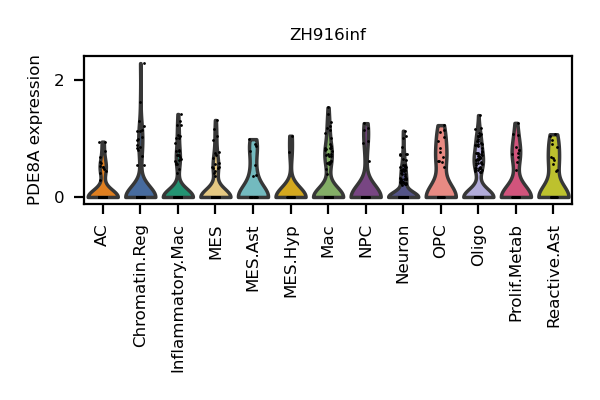 ZH916inf
PDE8A expression
2
0
AC
Chromatin.Reg
Inflammatory.Mac
MES
MES.Ast
MES.Hyp
Mac
NPC
Neuron
OPC
Oligo
Prolif.Metab
Reactive.Ast